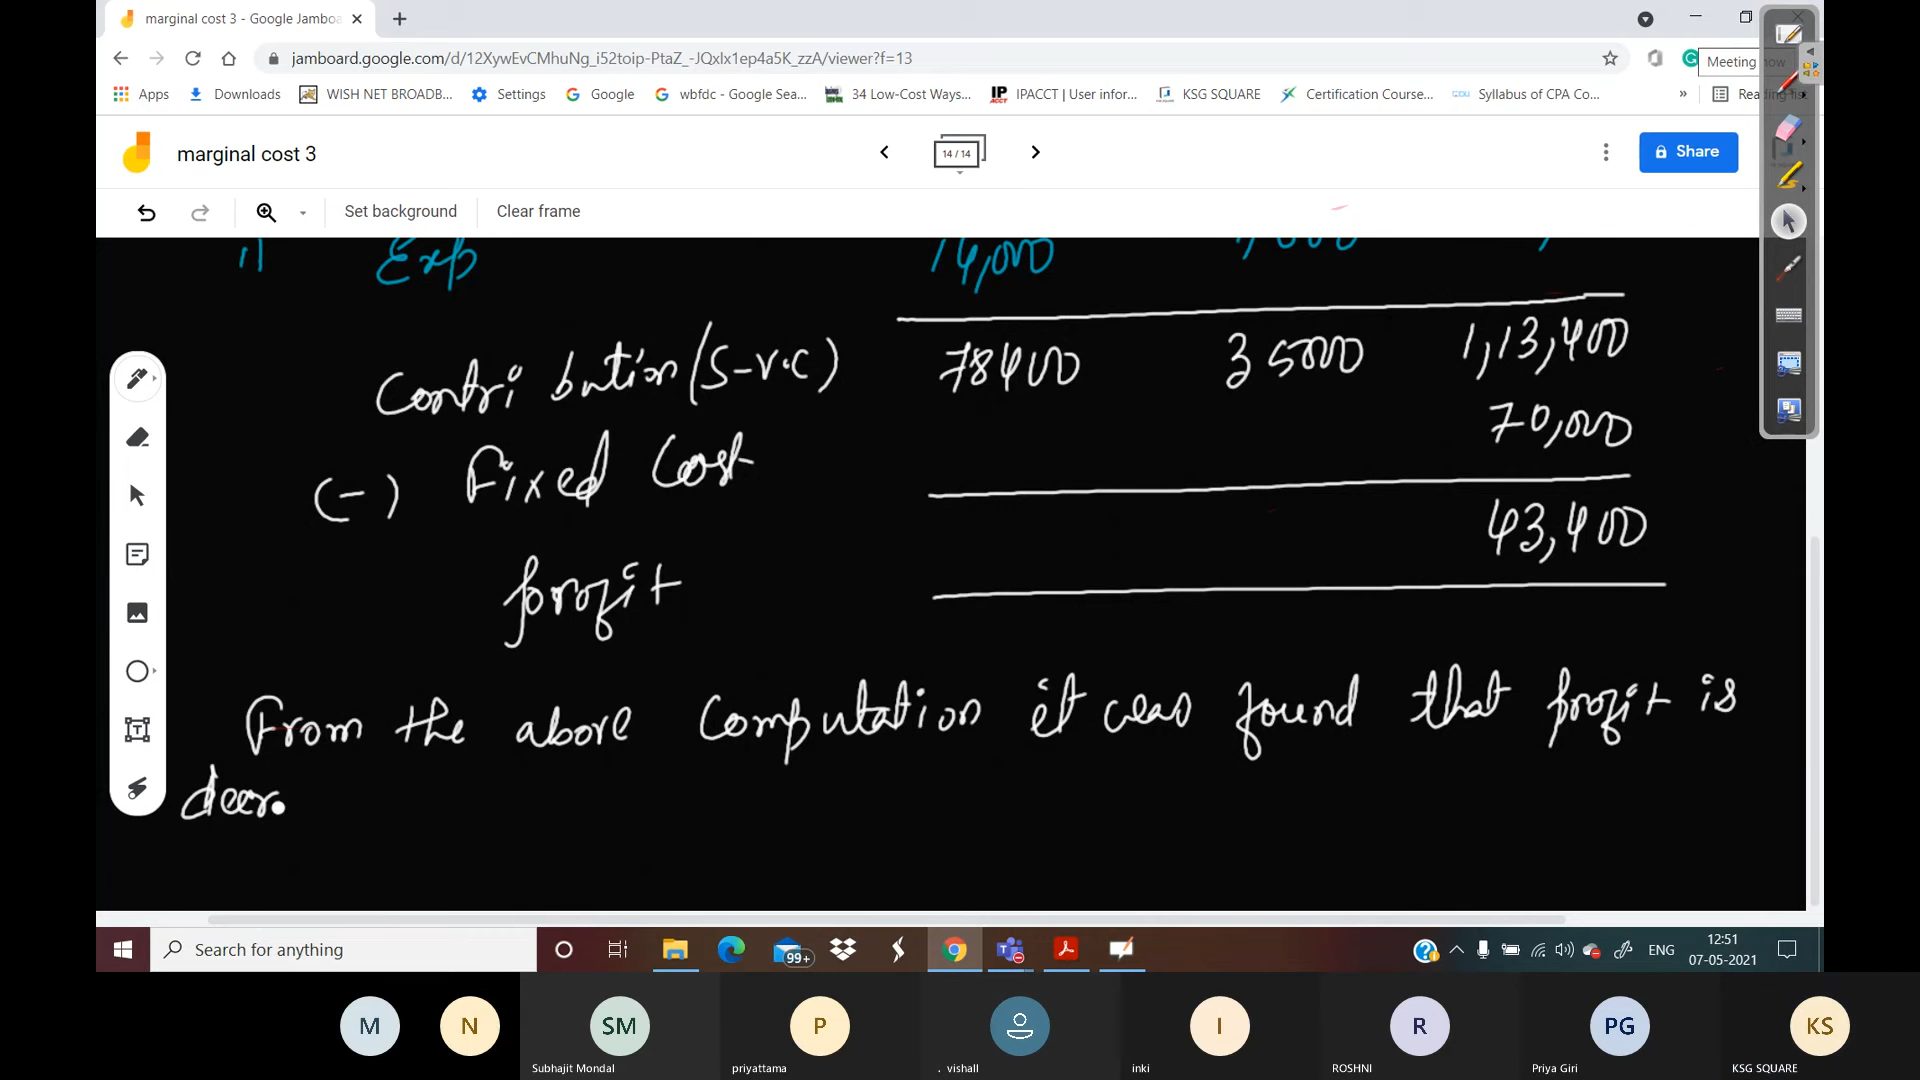 marginal cost 3 - Google Jamboa
jamboard.google.com/d/12XywEvCMhuNg_i52toip-PtaZ_-JQxlx1ep4a5K_zzA/viewer?f=13
Meeting now
Apps Downloads WISH NET BROADB... Settings Google wbfdc - Google Sea... 34 Low-Cost Ways... IPACCT | User infor... KSG SQUARE Certification Course... Syllabus of CPA Co... » Reading list
marginal cost 3
14 / 14
Share
Set background Clear frame
11 Exp 14,000
Contribution (S-V.C) 78400 35000 1,13,400
70,000
(-) Fixed Cost
43,400
profit
From the above computation it was found that profit is
decr
Search for anything
99+
ENG
12:51
07-05-2021
M N SM P I R PG KS
Subhajit Mondal priyattama . vishall inki ROSHNI Priya Giri KSG SQUARE